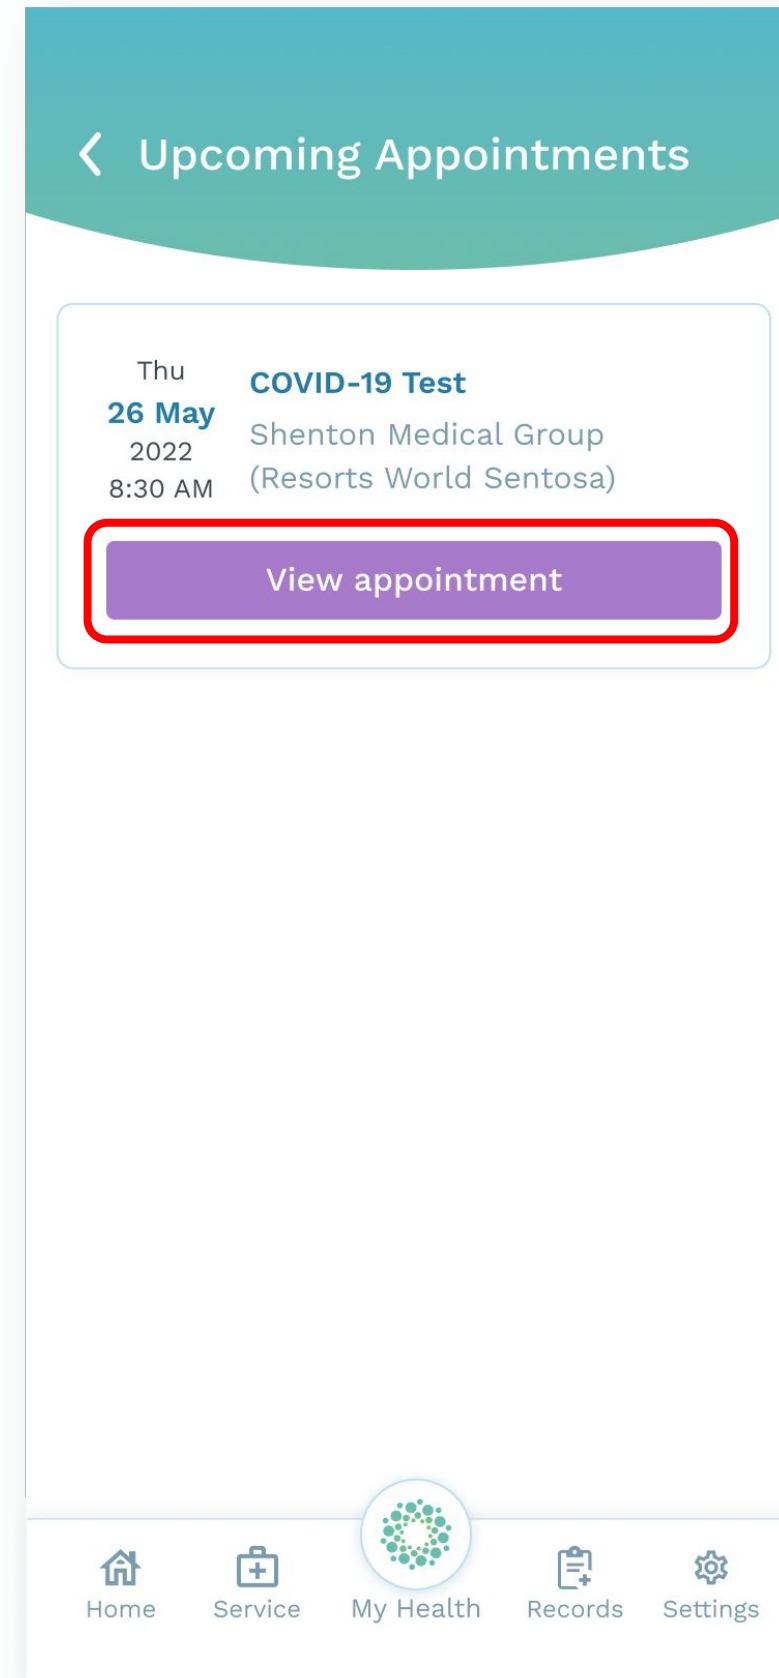 Upcoming Appointments
Thu
26 May
2022
8:30 AM
COVID-19 Test
Shenton Medical Group
(Resorts World Sentosa)
View appointment
Home
Service
My Health
Records
Settings